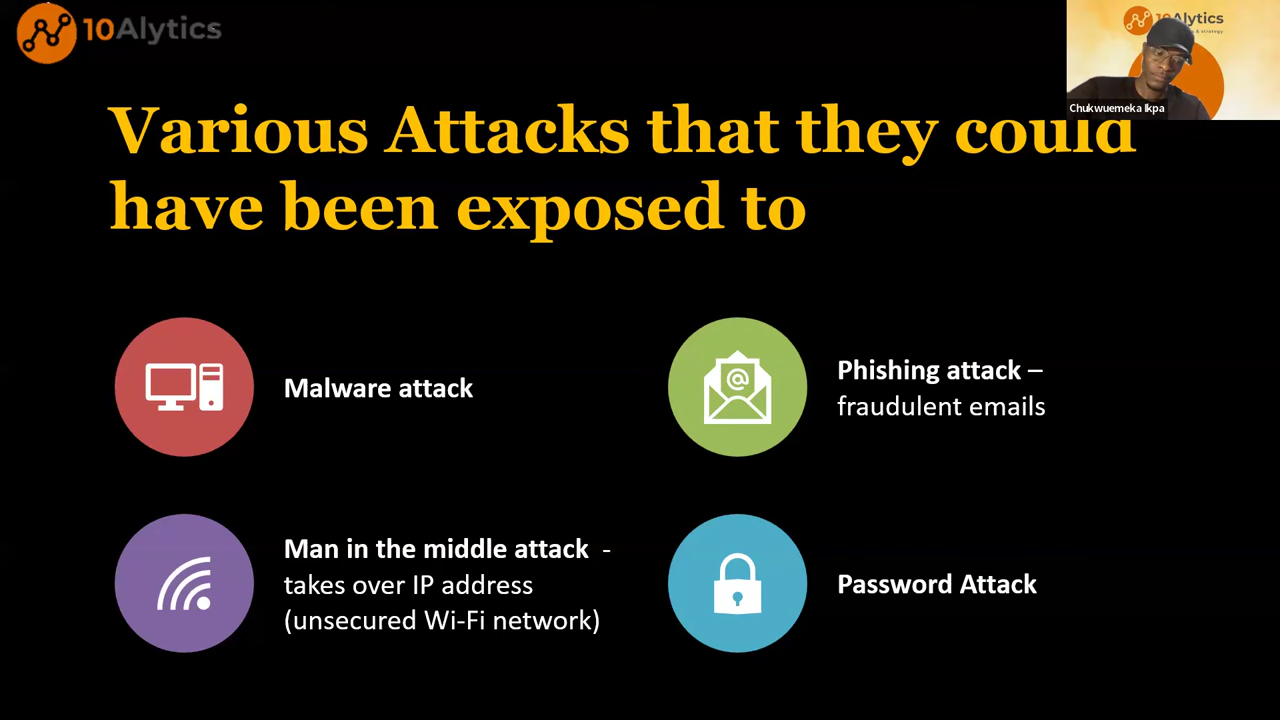 10Alytics
10Alytics
& strategy
Chukwuemeka Ikpa
Various Attacks that they could
have been exposed to
Malware attack
Phishing attack –
fraudulent emails
Man in the middle attack -
takes over IP address
(unsecured Wi-Fi network)
Password Attack